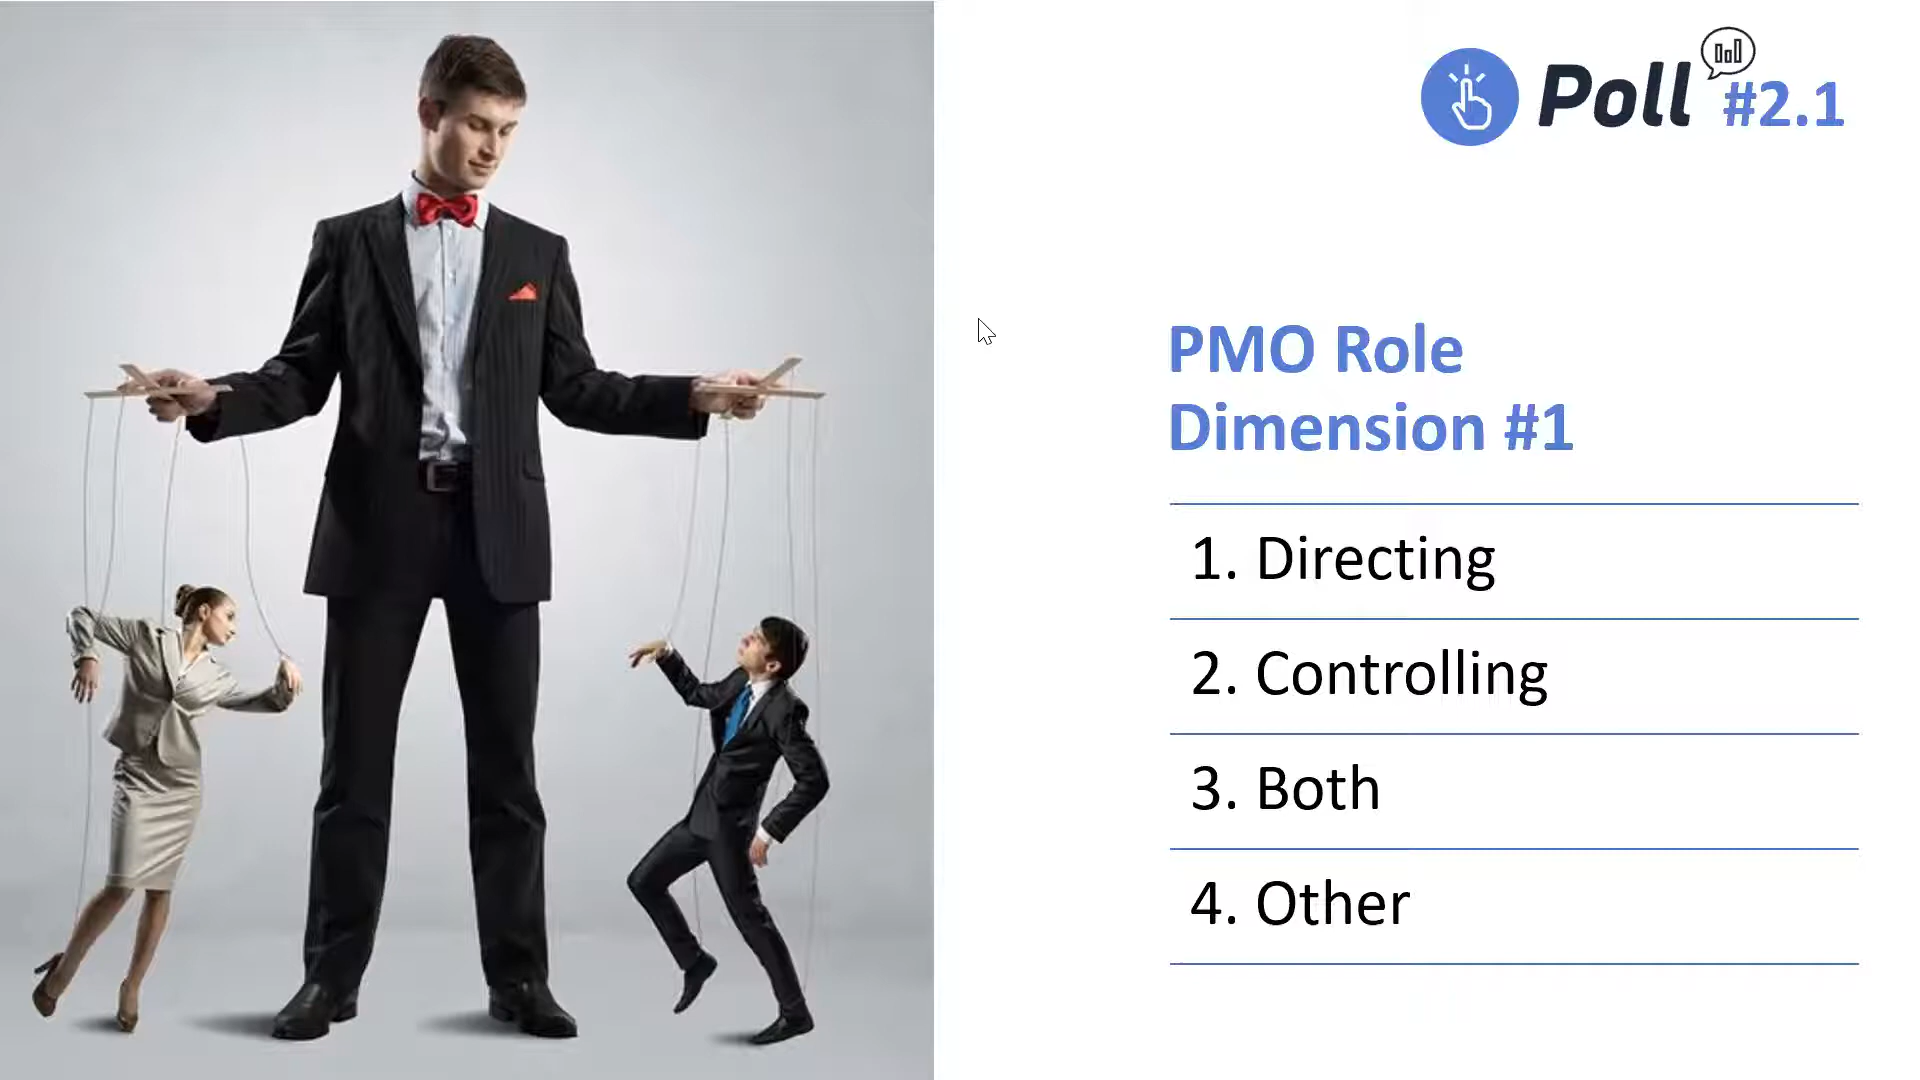 Poll #2.1
PMO Role
Dimension #1
1. Directing
2. Controlling
3. Both
4. Other